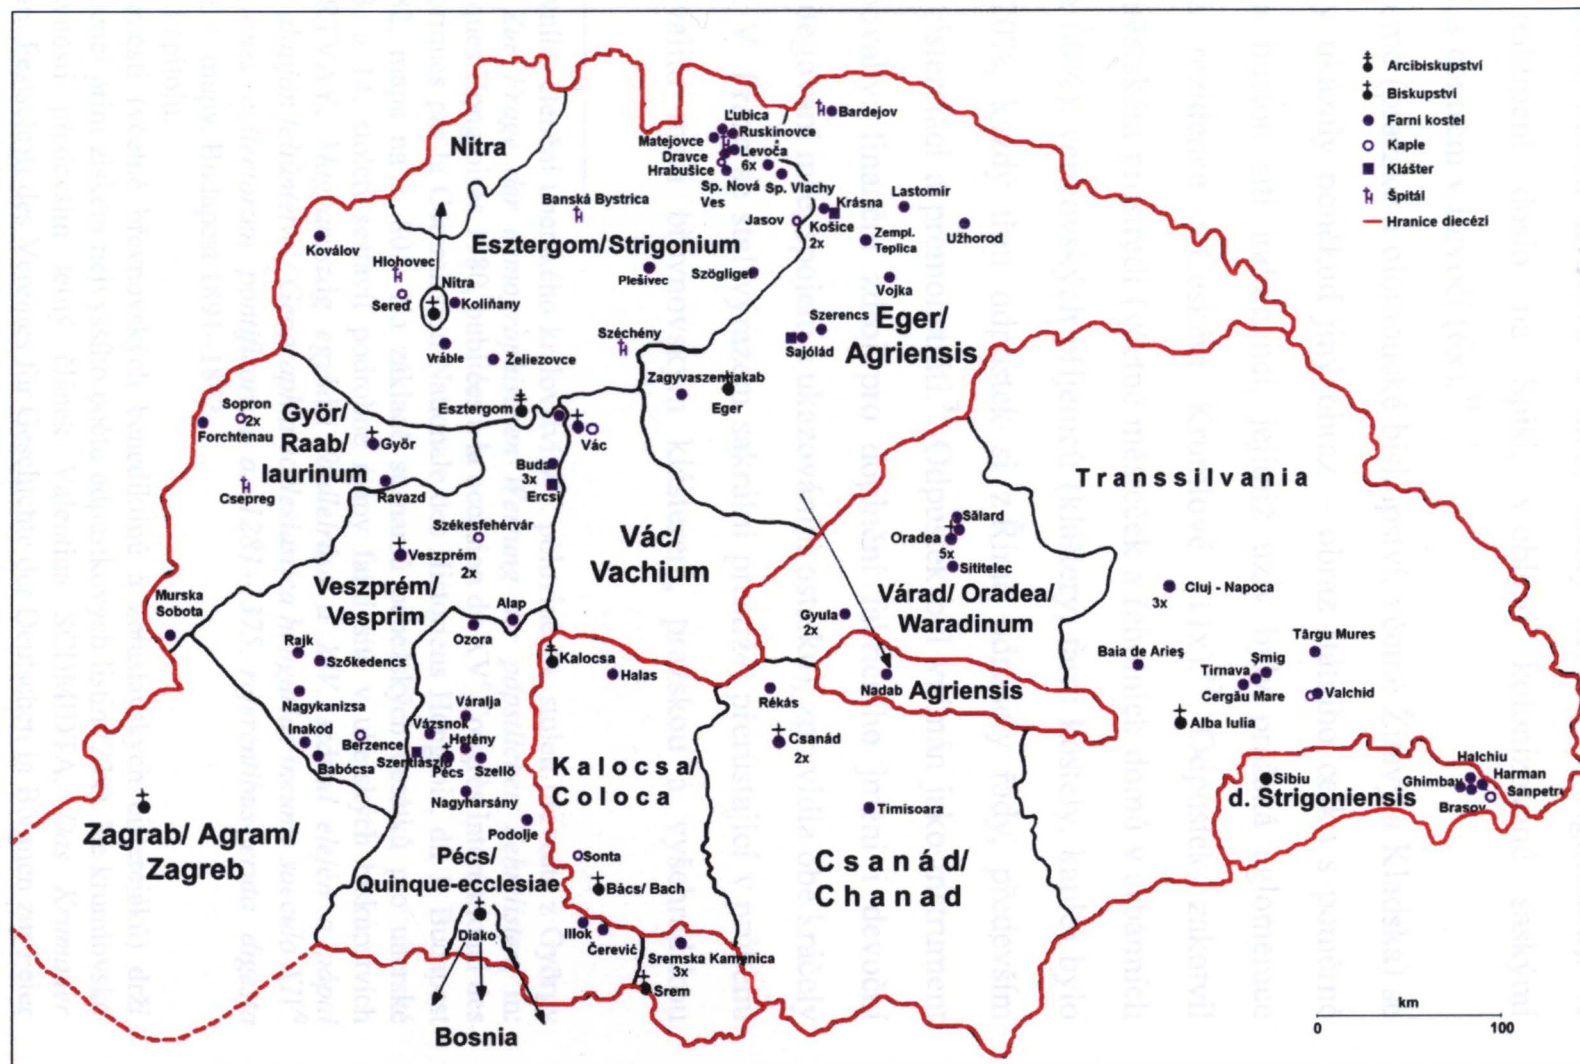 Arcibiskupství
Biskupství
Farní kostel
Kaple
Klášter
Špitál
Hranice diecézí
Nitra
Ľubica
Ruskinovce
Matejovce
Levoča
6x
Dravce
Hrabušice
Sp. Nová
Ves
Sp. Vlachy
Bardejov
Banská Bystrica
Jasov
Krásna
Košice
2x
Lastomír
Zempl.
Teplica
Užhorod
Vojka
Koválov
Hlohovec
Sereď
Nitra
Koliňany
Vráble
Želiezovce
Esztergom/Strigonium
Plešivec
Szögliget
Széchény
Szerencs
Sajólád
Eger/
Agriensis
Zagyvaszentjakab
Eger
Esztergom
Sopron
2x
Forchtenau
Györ/
Raab/
Iaurinum
Györ
Csepreg
Ravazd
Vác
Buda
3x
Ercsi
Székesfehérvár
Veszprém
2x
Vác/
Vachium
Transsilvania
Sălard
Oradea
5x
Sititelec
Várad/ Oradea/
Waradinum
Gyula
2x
Cluj - Napoca
3x
Murska
Sobota
Veszprém/
Vesprim
Alap
Ozora
Rajk
Szőkedencs
Nagykanizsa
Inakod
Babócsa
Berzence
Kalocsa
Halas
Rékás
Csanád
2x
Nadab
Agriensis
Baia de Arieş
Târgu Mures
Tirnava
Şmig
Cergău Mare
Valchid
Alba Iulia
Váralja
Vázsnok
Hetény
Szentlászló
Pécs
Szellö
Nagyharsány
Podolje
Kalocsa/
Coloca
Sonta
Bács/ Bach
Timisoara
Csanád/
Chanad
Sibiu
d. Strigoniensis
Halchiu
Ghimbav
Harman
Sanpetru
Brasov
Zagrab/ Agram/
Zagreb
Pécs/
Quinque-ecclesiae
Diako
Bosnia
Illok
Čerević
Sremska Kamenica
3x
Srem
km
0
100